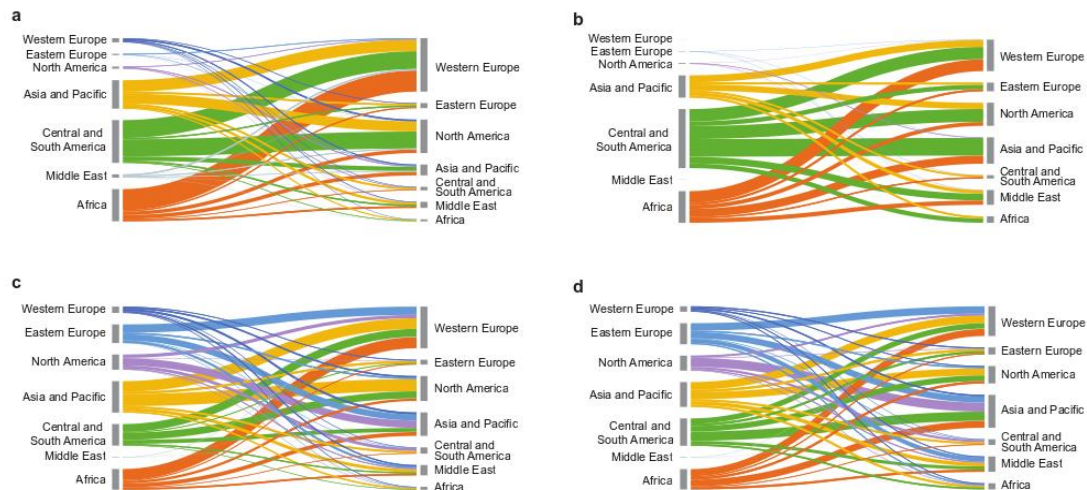 a
Western Europe
Eastern Europe
North America
Asia and Pacific
Central and
South America
Middle East
Africa
Western Europe
Eastern Europe
North America
Asia and Pacific
Central and
South America
Middle East
Africa
b
Western Europe
Eastern Europe
North America
Asia and Pacific
Central and
South America
Middle East
Africa
Western Europe
Eastern Europe
North America
Asia and Pacific
Central and
South America
Middle East
Africa
c
Western Europe
Eastern Europe
North America
Asia and Pacific
Central and
South America
Middle East
Africa
Western Europe
Eastern Europe
North America
Asia and Pacific
Central and
South America
Middle East
Africa
d
Western Europe
Eastern Europe
North America
Asia and Pacific
Central and
South America
Middle East
Africa
Western Europe
Eastern Europe
North America
Asia and Pacific
Central and
South America
Middle East
Africa